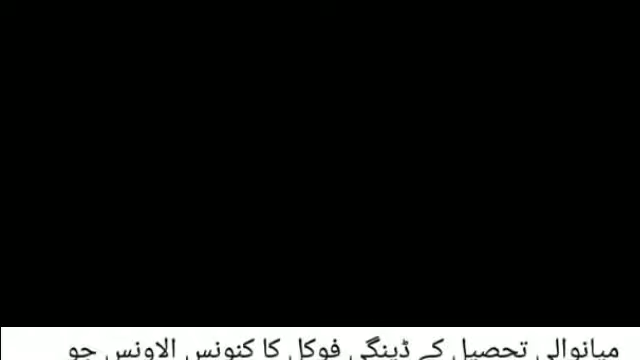 میانوالی تحصیل کے ڈینگی فوکل کا کنونس الاونس جو